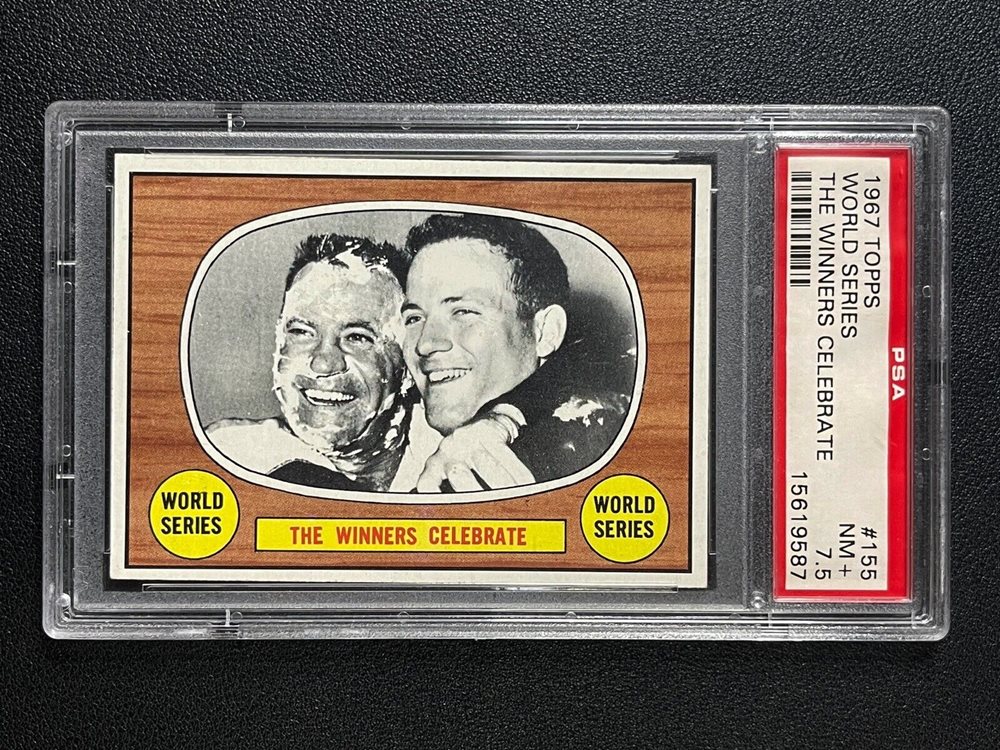 WORLD
SERIES
THE WINNERS CELEBRATE
WORLD
SERIES
1967 TOPPS
WORLD SERIES
THE WINNERS CELEBRATE
PSA
#155
NM+
7.5
15619587